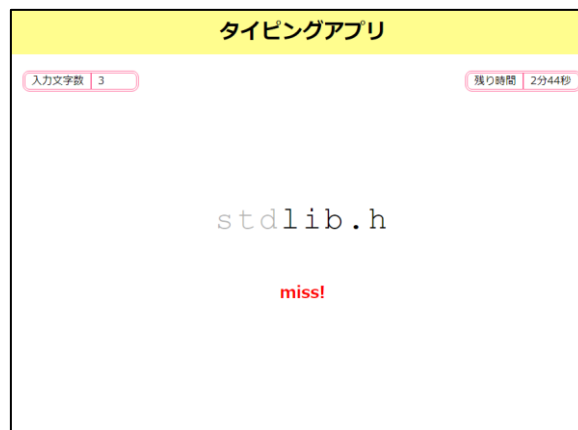 タイピングアプリ
入力文字数 3
残り時間 2分44秒
stdlib.h
miss!